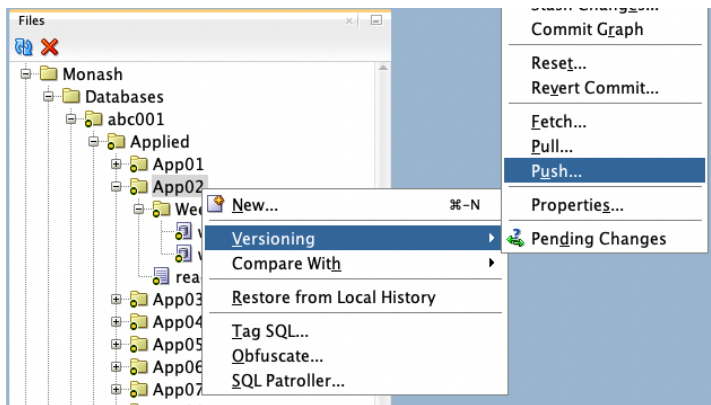 Files
Monash
Databases
abc001
Applied
App01
App02
App03
App04
App05
App06
App07
New... ⌘-N
Versioning
Compare With
Restore from Local History
Tag SQL...
Obfuscate...
SQL Patroller...
Commit Graph
Reset...
Revert Commit...
Fetch...
Pull...
Push...
Properties...
Pending Changes